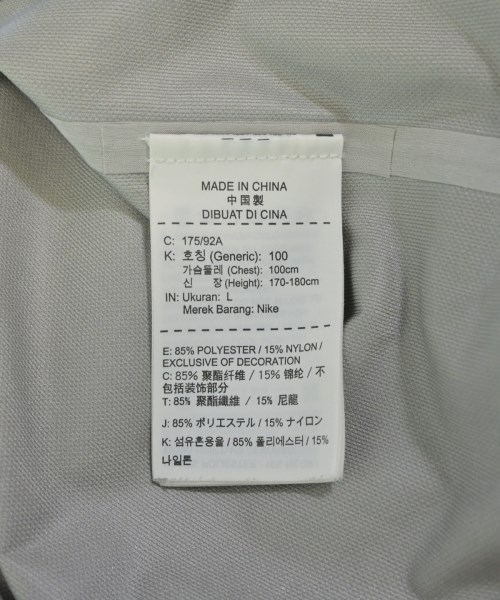 MADE IN CHINA
中国製
DIBUAT DI CINA
C: 175/92A
K: 호칭 (Generic): 100
가슴둘레 (Chest): 100cm
신 장 (Height): 170-180cm
IN: Ukuran: L
Merek Barang: Nike
E: 85% POLYESTER / 15% NYLON /
EXCLUSIVE OF DECORATION
C: 85% 聚酯纤维 / 15% 锦纶 / 不
包括装饰部分
T: 85% 聚酯纖維 / 15% 尼龍
J: 85% ポリエステル / 15% ナイロン
K: 섬유혼용율 / 85% 폴리에스터 / 15%
나일론